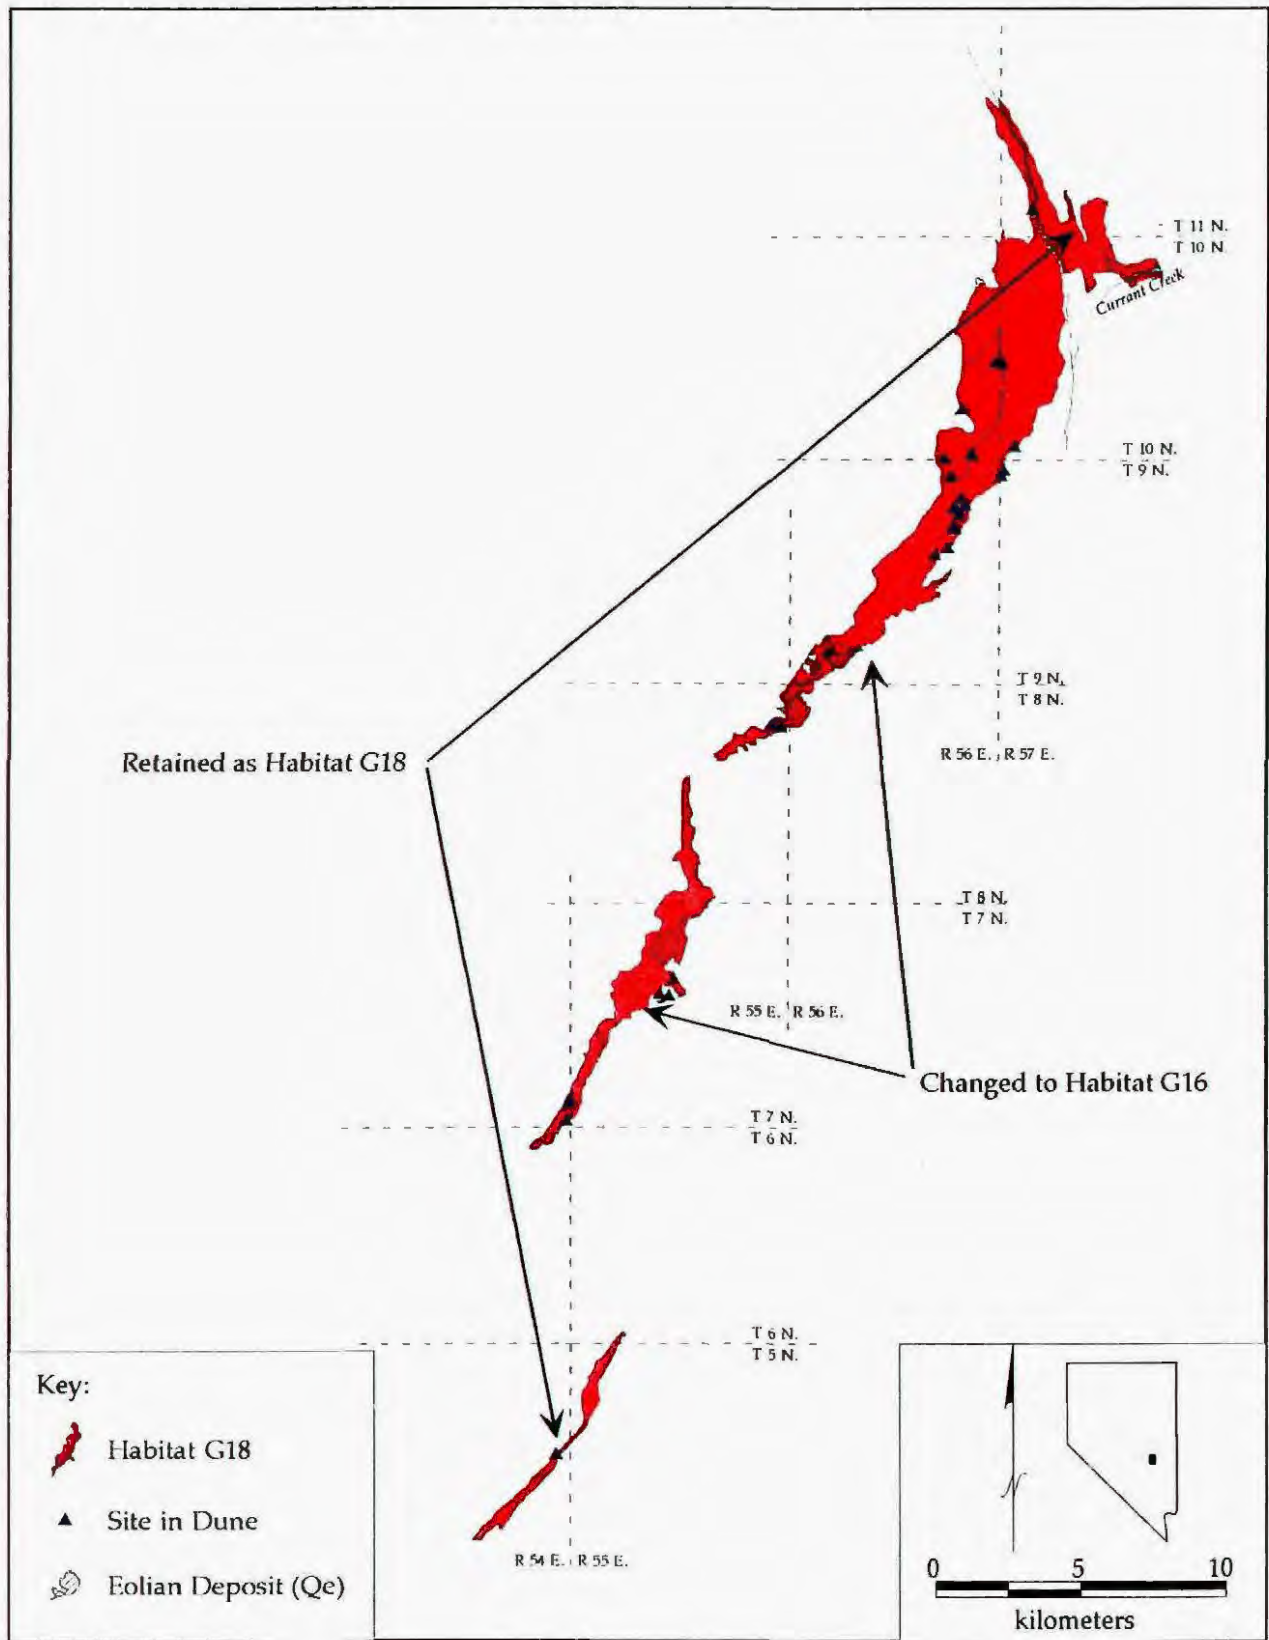 T 11 N.
T 10 N.
Currant Creek
T 10 N.
T 9 N.
T 9 N.
T 8 N.
R 56 E. R 57 E.
Retained as Habitat G18
T 8 N.
T 7 N.
R 55 E. R 56 E.
Changed to Habitat G16
T 7 N.
T 6 N.
T 6 N.
T 5 N.
R 54 E. R 55 E.
Key:
Habitat G18
Site in Dune
Eolian Deposit (Qe)
0 5 10
kilometers